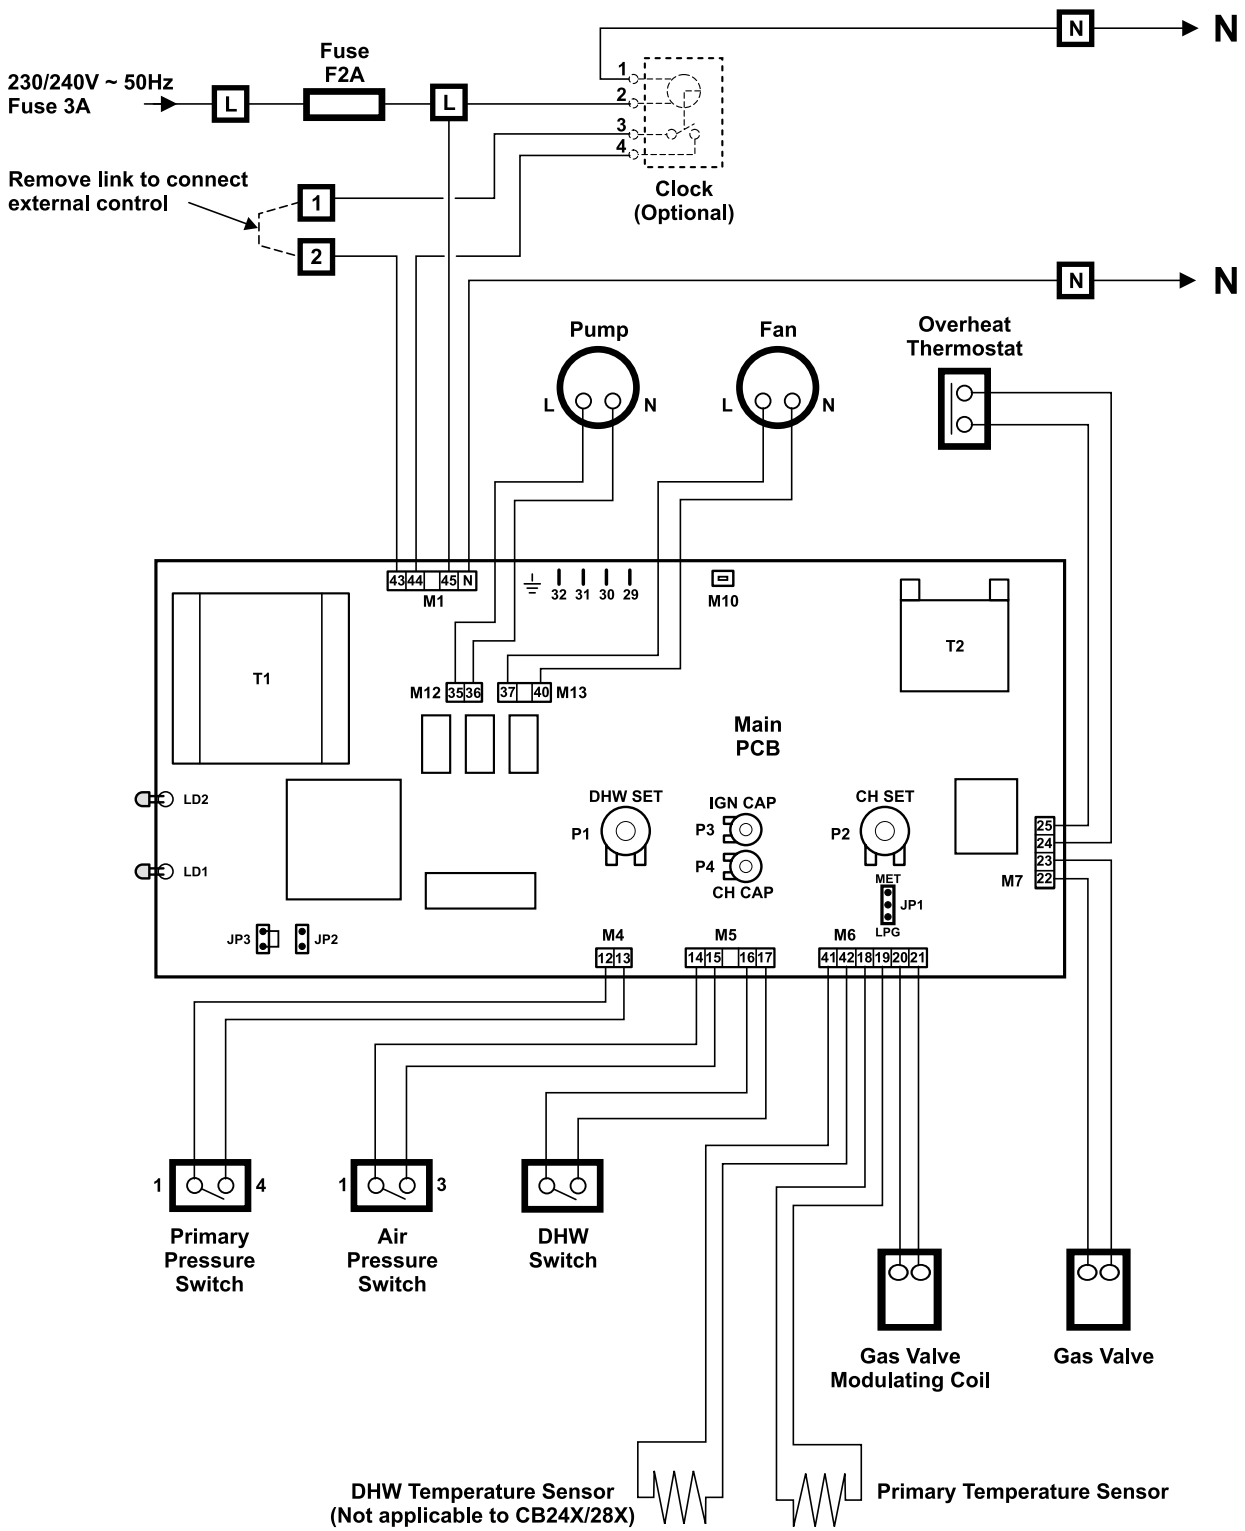 N
N
Fuse
F2A
230/240V ~ 50Hz
Fuse 3A
L
L
1
2
3
4
Clock
(Optional)
Remove link to connect
external control
1
2
N
N
Pump
L
N
Fan
L
N
Overheat
Thermostat
43 44 45 N
M1
32 31 30 29
M10
T1
T2
M12 35 36
37 40 M13
Main
PCB
LD2
LD1
DHW SET
P1
IGN CAP
P3
P4
CH CAP
CH SET
P2
MET
JP1
LPG
25
24
23
22
M7
JP3
JP2
M4
12 13
M5
14 15 16 17
M6
41 42 18 19 20 21
1 4
Primary
Pressure
Switch
1 3
Air
Pressure
Switch
DHW
Switch
Gas Valve
Modulating Coil
Gas Valve
DHW Temperature Sensor
(Not applicable to CB24X/28X)
Primary Temperature Sensor